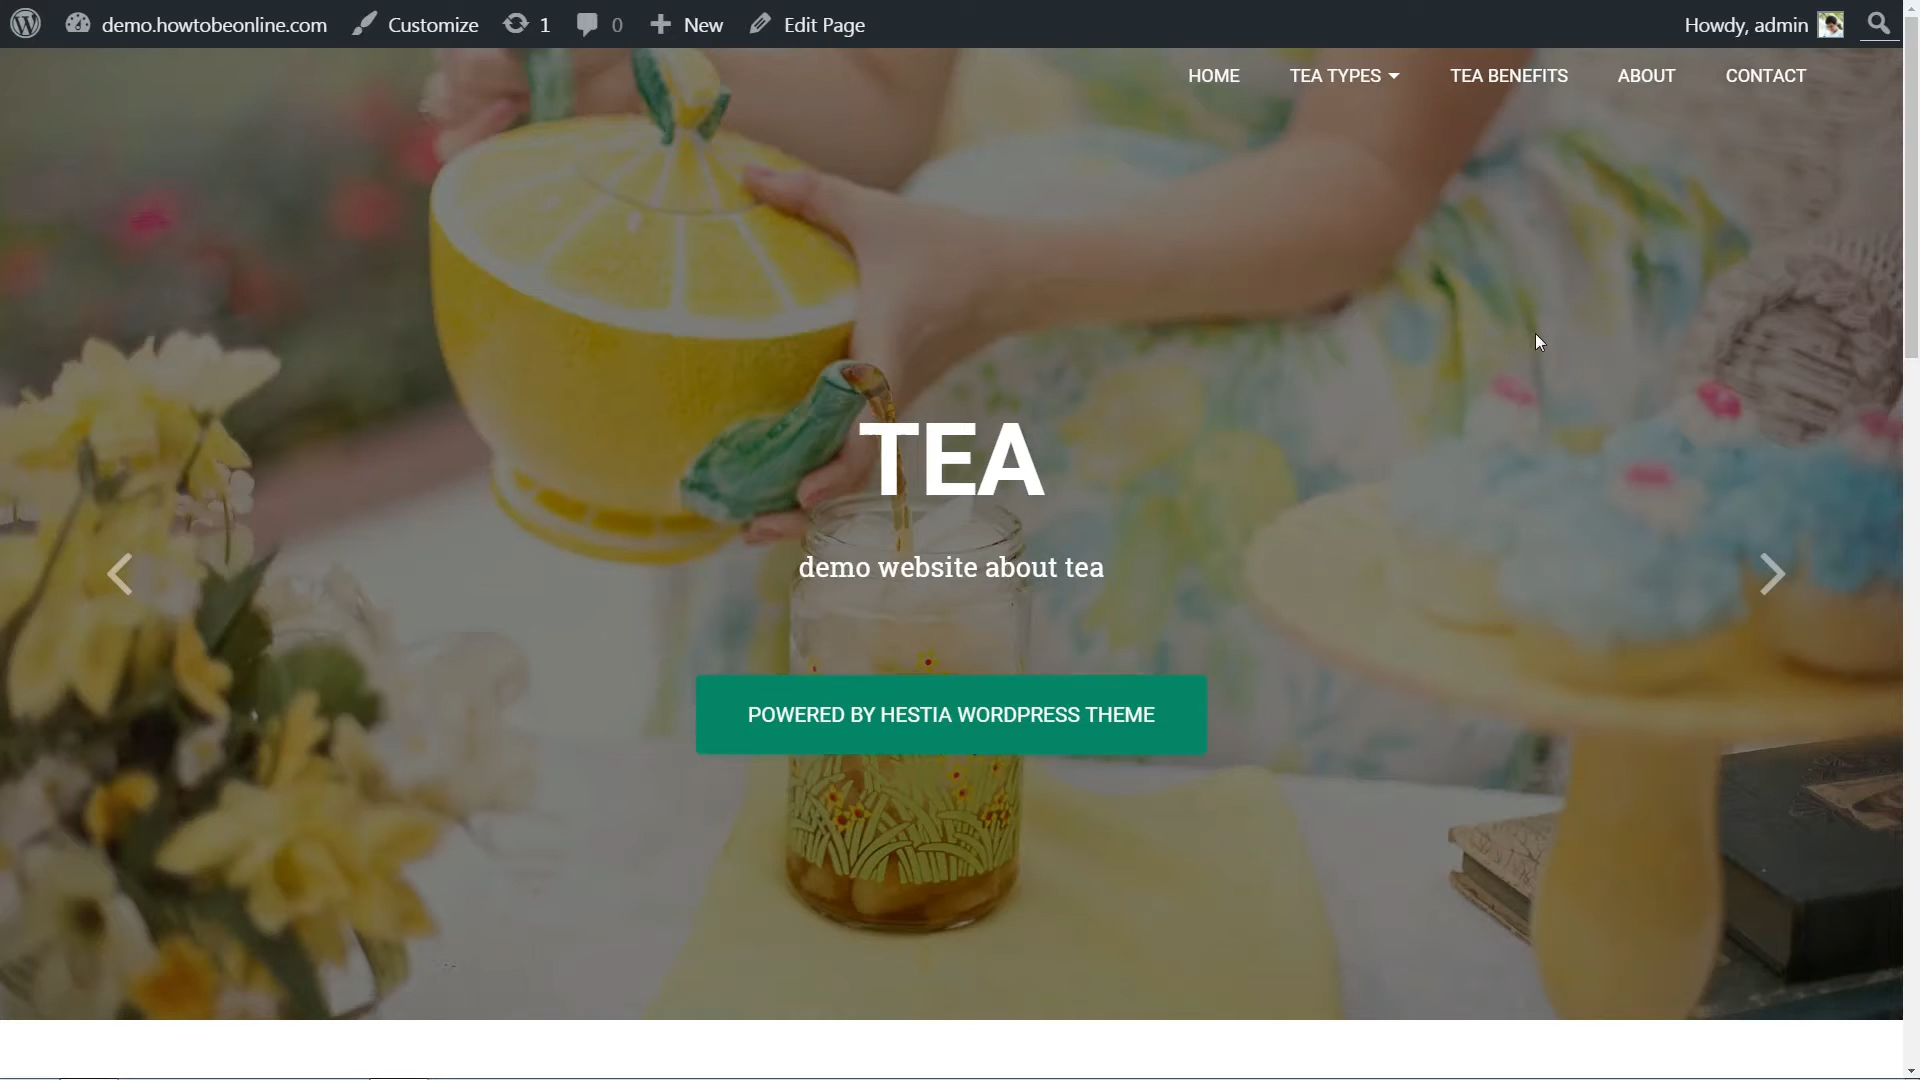 demo.howtobeonline.com Customize 1 0 New Edit Page Howdy, admin
HOME TEA TYPES TEA BENEFITS ABOUT CONTACT
TEA
demo website about tea
POWERED BY HESTIA WORDPRESS THEME